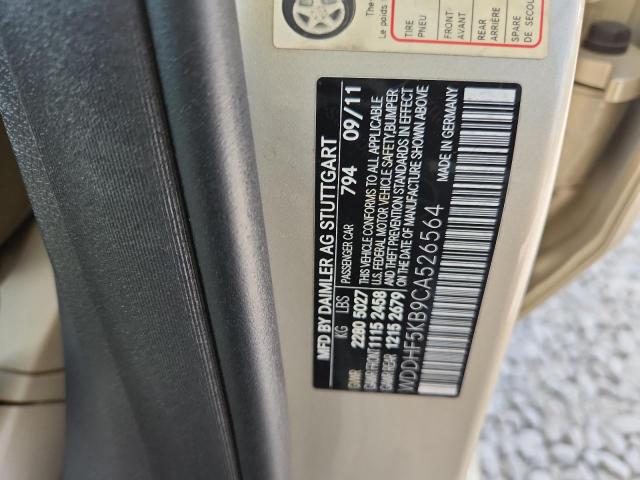 The
Le poids
TIRE
PNEU
FRONT
AVANT
REAR
ARRIÈRE
SPARE
DE SECOU
MFD BY DAIMLER AG STUTTGART
KG LBS PASSENGER CAR 794 09/11
GVWR 2280 5027 THIS VEHICLE CONFORMS TO ALL APPLICABLE
GAWR FRONT 1115 2458 U.S. FEDERAL MOTOR VEHICLE SAFETY,BUMPER
GAWR REAR 1215 2679 AND THEFT PREVENTION STANDARDS IN EFFECT
ON THE DATE OF MANUFACTURE SHOWN ABOVE
WDDHF5KB9CA526564 MADE IN GERMANY